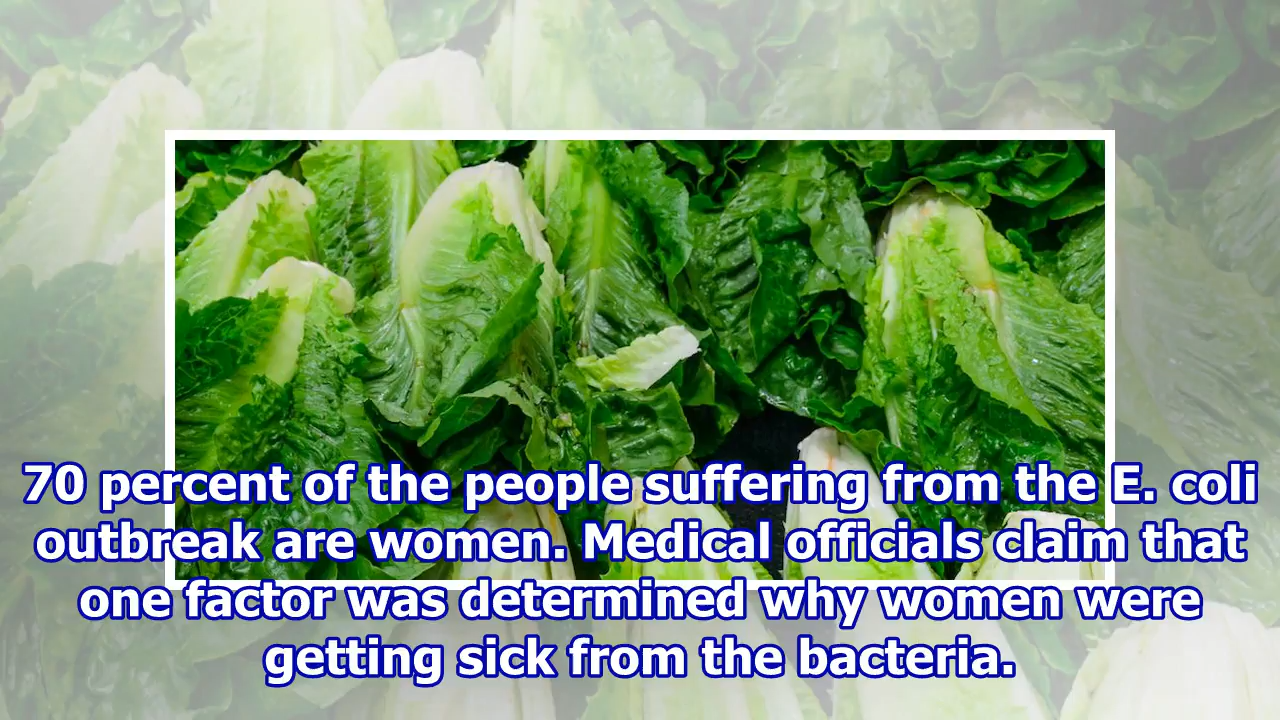 70 percent of the people suffering from the E. coli
outbreak are women. Medical officials claim that
one factor was determined why women were
getting sick from the bacteria.